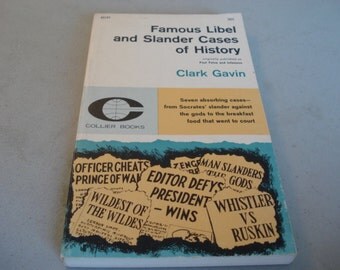 Famous Libel
and Slander Cases
of History
Clark Gavin
Seven absorbing cases—
from Socrates' slander against
the gods to the breakfast
food that went to court
COLLIER BOOKS
OFFICER CHEATS
PRINCE OF WA
MAN SLANDERS
GODS
EDITOR DEFYS
PRESIDENT
- WINS
WILDEST OF
THE WILDES
WHISTLER
VS
RUSKIN